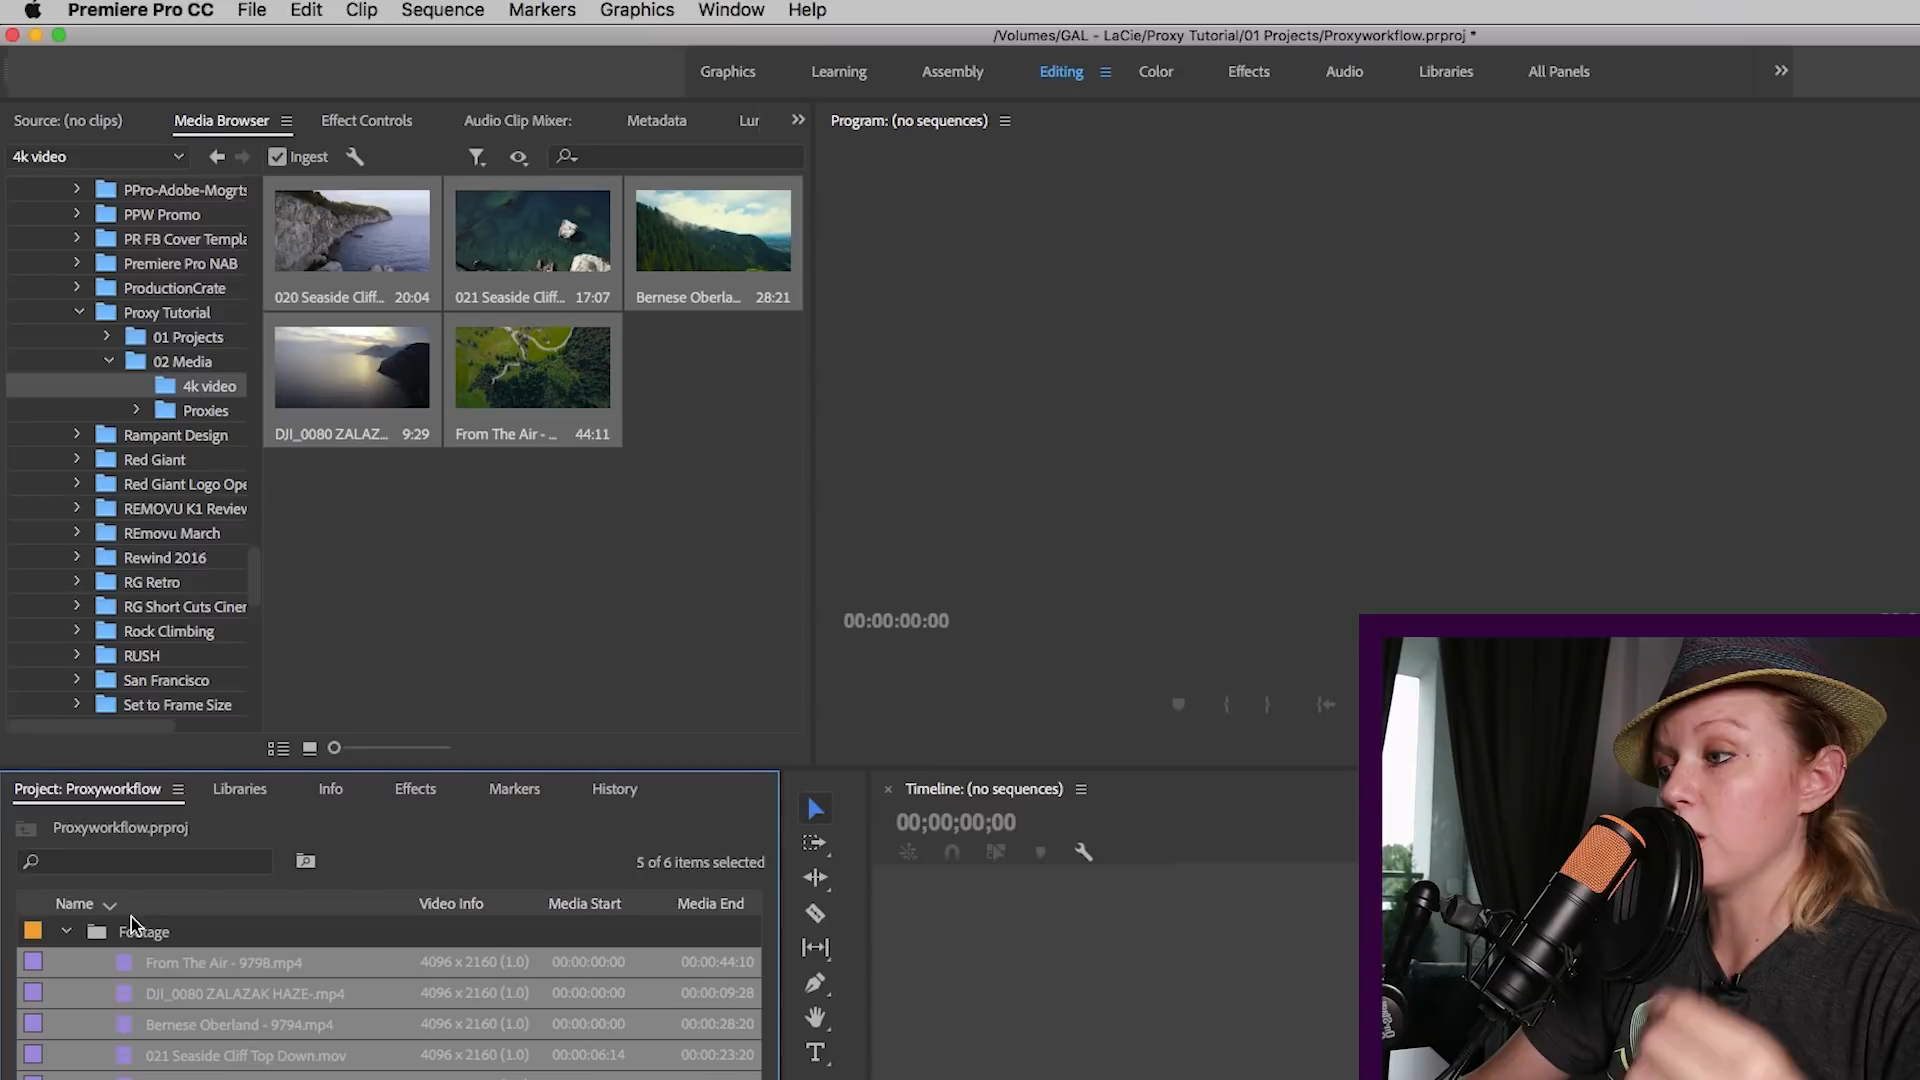 Premiere Pro CC File Edit Clip Sequence Markers Graphics Window Help
/Volumes/GAL - LaCie/Proxy Tutorial/01 Projects/Proxyworkflow.prproj *
Graphics Learning Assembly Editing Color Effects Audio Libraries All Panels
Source: (no clips) Media Browser Effect Controls Audio Clip Mixer: Metadata Lur
Program: (no sequences)
4k video Ingest
PPro-Adobe-Mogrts
PPW Promo
PR FB Cover Templa
Premiere Pro NAB
ProductionCrate
Proxy Tutorial
01 Projects
02 Media
4k video
Proxies
Rampant Design
Red Giant
Red Giant Logo Ope
REMOVU K1 Review
REmovu March
Rewind 2016
RG Retro
RG Short Cuts Ciner
Rock Climbing
RUSH
San Francisco
Set to Frame Size
020 Seaside Cliff... 20:04
021 Seaside Cliff... 17:07
Bernese Oberla... 28:21
DJI_0080 ZALAZ... 9:29
From The Air - ... 44:11
00:00:00:00
Project: Proxyworkflow Libraries Info Effects Markers History
Proxyworkflow.prproj
5 of 6 items selected
Name Video Info Media Start Media End
Footage
From The Air - 9798.mp4 4096 x 2160 (1.0) 00:00:00:00 00:00:44:10
DJI_0080 ZALAZAK HAZE-.mp4 4096 x 2160 (1.0) 00:00:00:00 00:00:09:28
Bernese Oberland - 9794.mp4 4096 x 2160 (1.0) 00:00:00:00 00:00:28:20
021 Seaside Cliff Top Down.mov 4096 x 2160 (1.0) 00:00:06:14 00:00:23:20
Timeline: (no sequences)
00;00;00;00